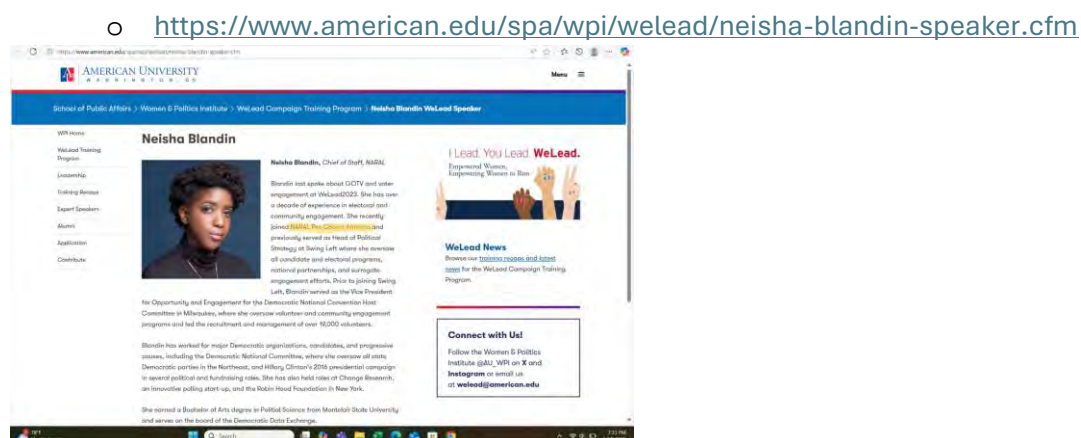 o https://www.american.edu/spa/wpi/welead/neisha-blandin-speaker.cfm
AMERICAN UNIVERSITY
WASHINGTON, DC
Menu
School of Public Affairs > Women & Politics Institute > WeLead Campaign Training Program > Neisha Blandin WeLead Speaker
WPI Home
WeLead Training
Program
Leadership
Training Recaps
Expert Speakers
Alumni
Application
Contribute
Neisha Blandin
Neisha Blandin, Chief of Staff, NARAL
Blandin last spoke about GOTV and voter
engagement at WeLead2023. She has over
a decade of experience in electoral and
community engagement. She recently
joined NARAL Pro-Choice America and
previously served as Head of Political
Strategy at Swing Left where she oversaw
all candidate and electoral programs,
national partnerships, and surrogate
engagement efforts. Prior to joining Swing
Left, Blandin served as the Vice President
for Opportunity and Engagement for the Democratic National Convention Host
Committee in Milwaukee, where she oversaw volunteer and community engagement
programs and led the recruitment and management of over 10,000 volunteers.
Blandin has worked for major Democratic organizations, candidates, and progressive
causes, including the Democratic National Committee, where she oversaw all state
Democratic parties in the Northeast, and Hillary Clinton's 2016 presidential campaign
in several political and fundraising roles. She has also held roles at Change Research,
an innovative polling start-up, and the Robin Hood Foundation in New York.
She earned a Bachelor of Arts degree in Political Science from Montclair State University
and serves on the board of the Democratic Data Exchange.
I Lead. You Lead. WeLead.
Empowered Women,
Empowering Women to Run
WeLead News
Browse our training recaps and latest
news for the WeLead Campaign Training
Program.
Connect with Us!
Follow the Women & Politics
Institute @AU_WPI on X and
Instagram or email us
at welead@american.edu
Search